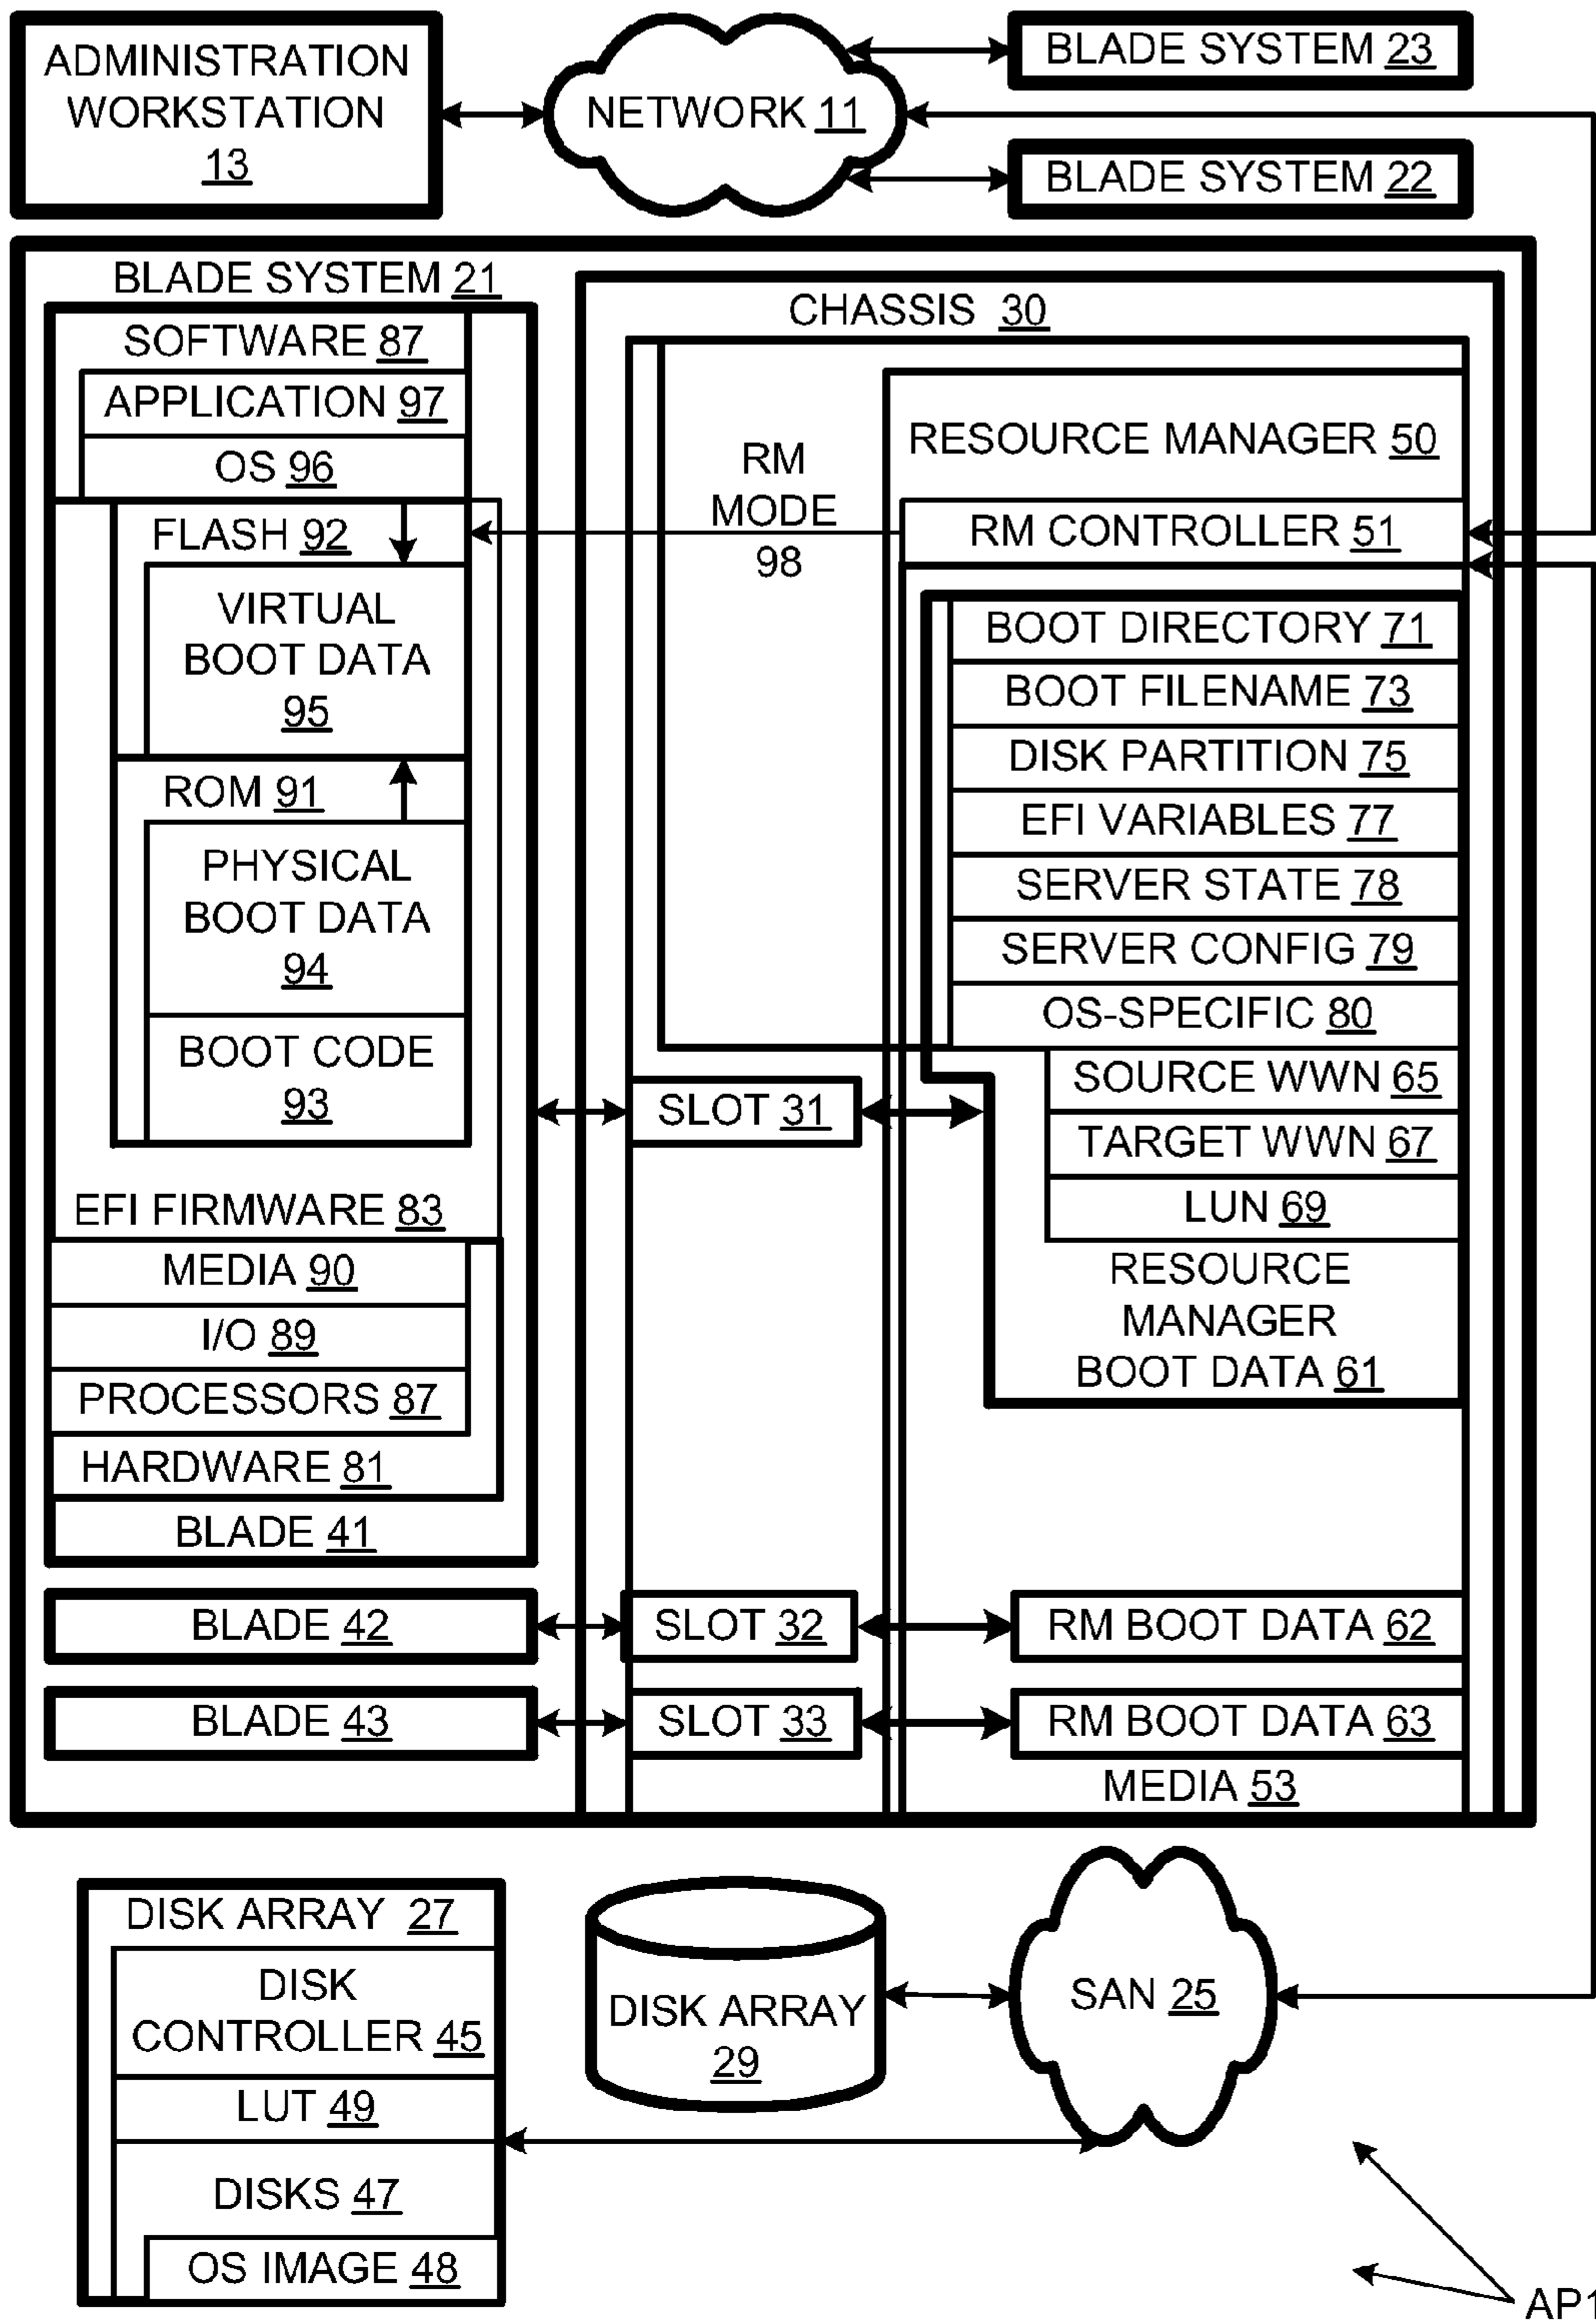 ADMINISTRATION
WORKSTATION
13
NETWORK 11
BLADE SYSTEM 23
BLADE SYSTEM 22
BLADE SYSTEM 21
SOFTWARE 87
APPLICATION 97
OS 96
FLASH 92
VIRTUAL
BOOT DATA
95
ROM 91
PHYSICAL
BOOT DATA
94
BOOT CODE
93
EFI FIRMWARE 83
MEDIA 90
I/O 89
PROCESSORS 87
HARDWARE 81
BLADE 41
BLADE 42
BLADE 43
CHASSIS 30
RM
MODE
98
SLOT 31
SLOT 32
SLOT 33
RESOURCE MANAGER 50
RM CONTROLLER 51
BOOT DIRECTORY 71
BOOT FILENAME 73
DISK PARTITION 75
EFI VARIABLES 77
SERVER STATE 78
SERVER CONFIG 79
OS-SPECIFIC 80
SOURCE WWN 65
TARGET WWN 67
LUN 69
RESOURCE
MANAGER
BOOT DATA 61
RM BOOT DATA 62
RM BOOT DATA 63
MEDIA 53
DISK ARRAY 27
DISK
CONTROLLER 45
LUT 49
DISKS 47
OS IMAGE 48
DISK ARRAY
29
SAN 25
AP1